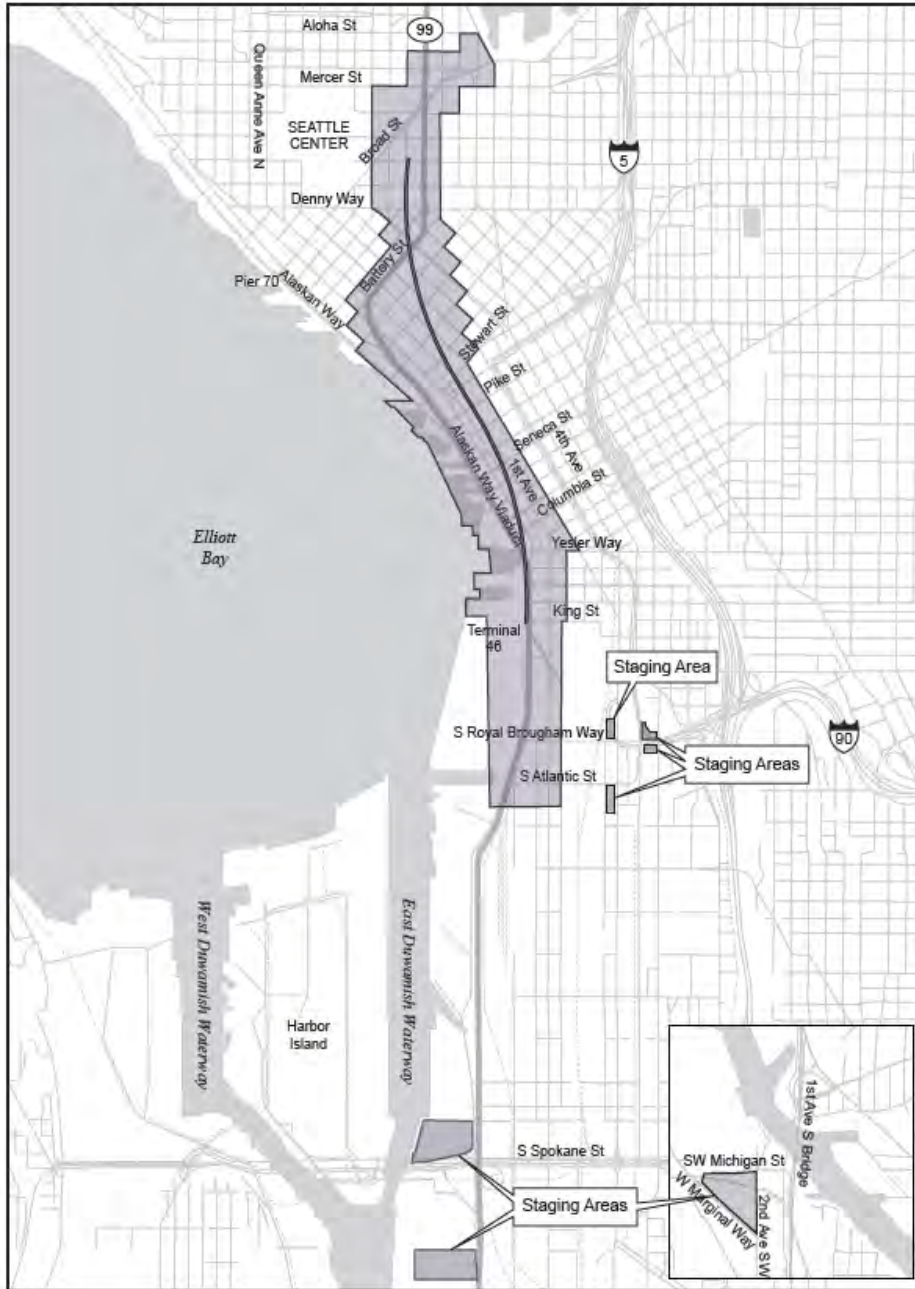 Aloha St
99
Queen Anne Ave N
Mercer St
SEATTLE
CENTER
Broad St
5
Denny Way
Battery St
Pier 70
Alaskan Way
Stewart St
Pike St
Seneca St
4th Ave
Alaskan Way Viaduct
1st Ave
Columbia St
Elliott
Bay
Yesler Way
King St
Terminal
46
Staging Area
S Royal Brougham Way
90
Staging Areas
S Atlantic St
West Duwamish Waterway
East Duwamish Waterway
Harbor
Island
S Spokane St
Staging Areas
1st Ave S Bridge
SW Michigan St
W Marginal Way
2nd Ave SW